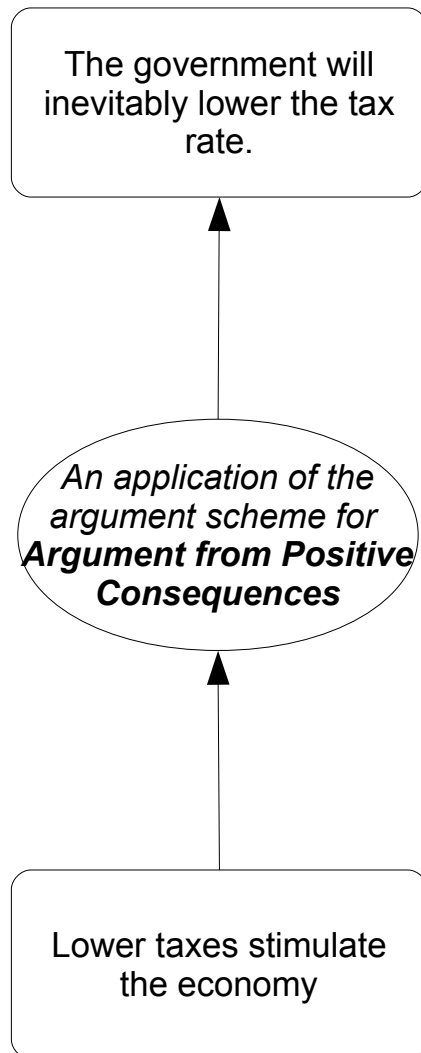 The government will
inevitably lower the tax
rate.
An application of the
argument scheme for
Argument from Positive
Consequences
Lower taxes stimulate
the economy